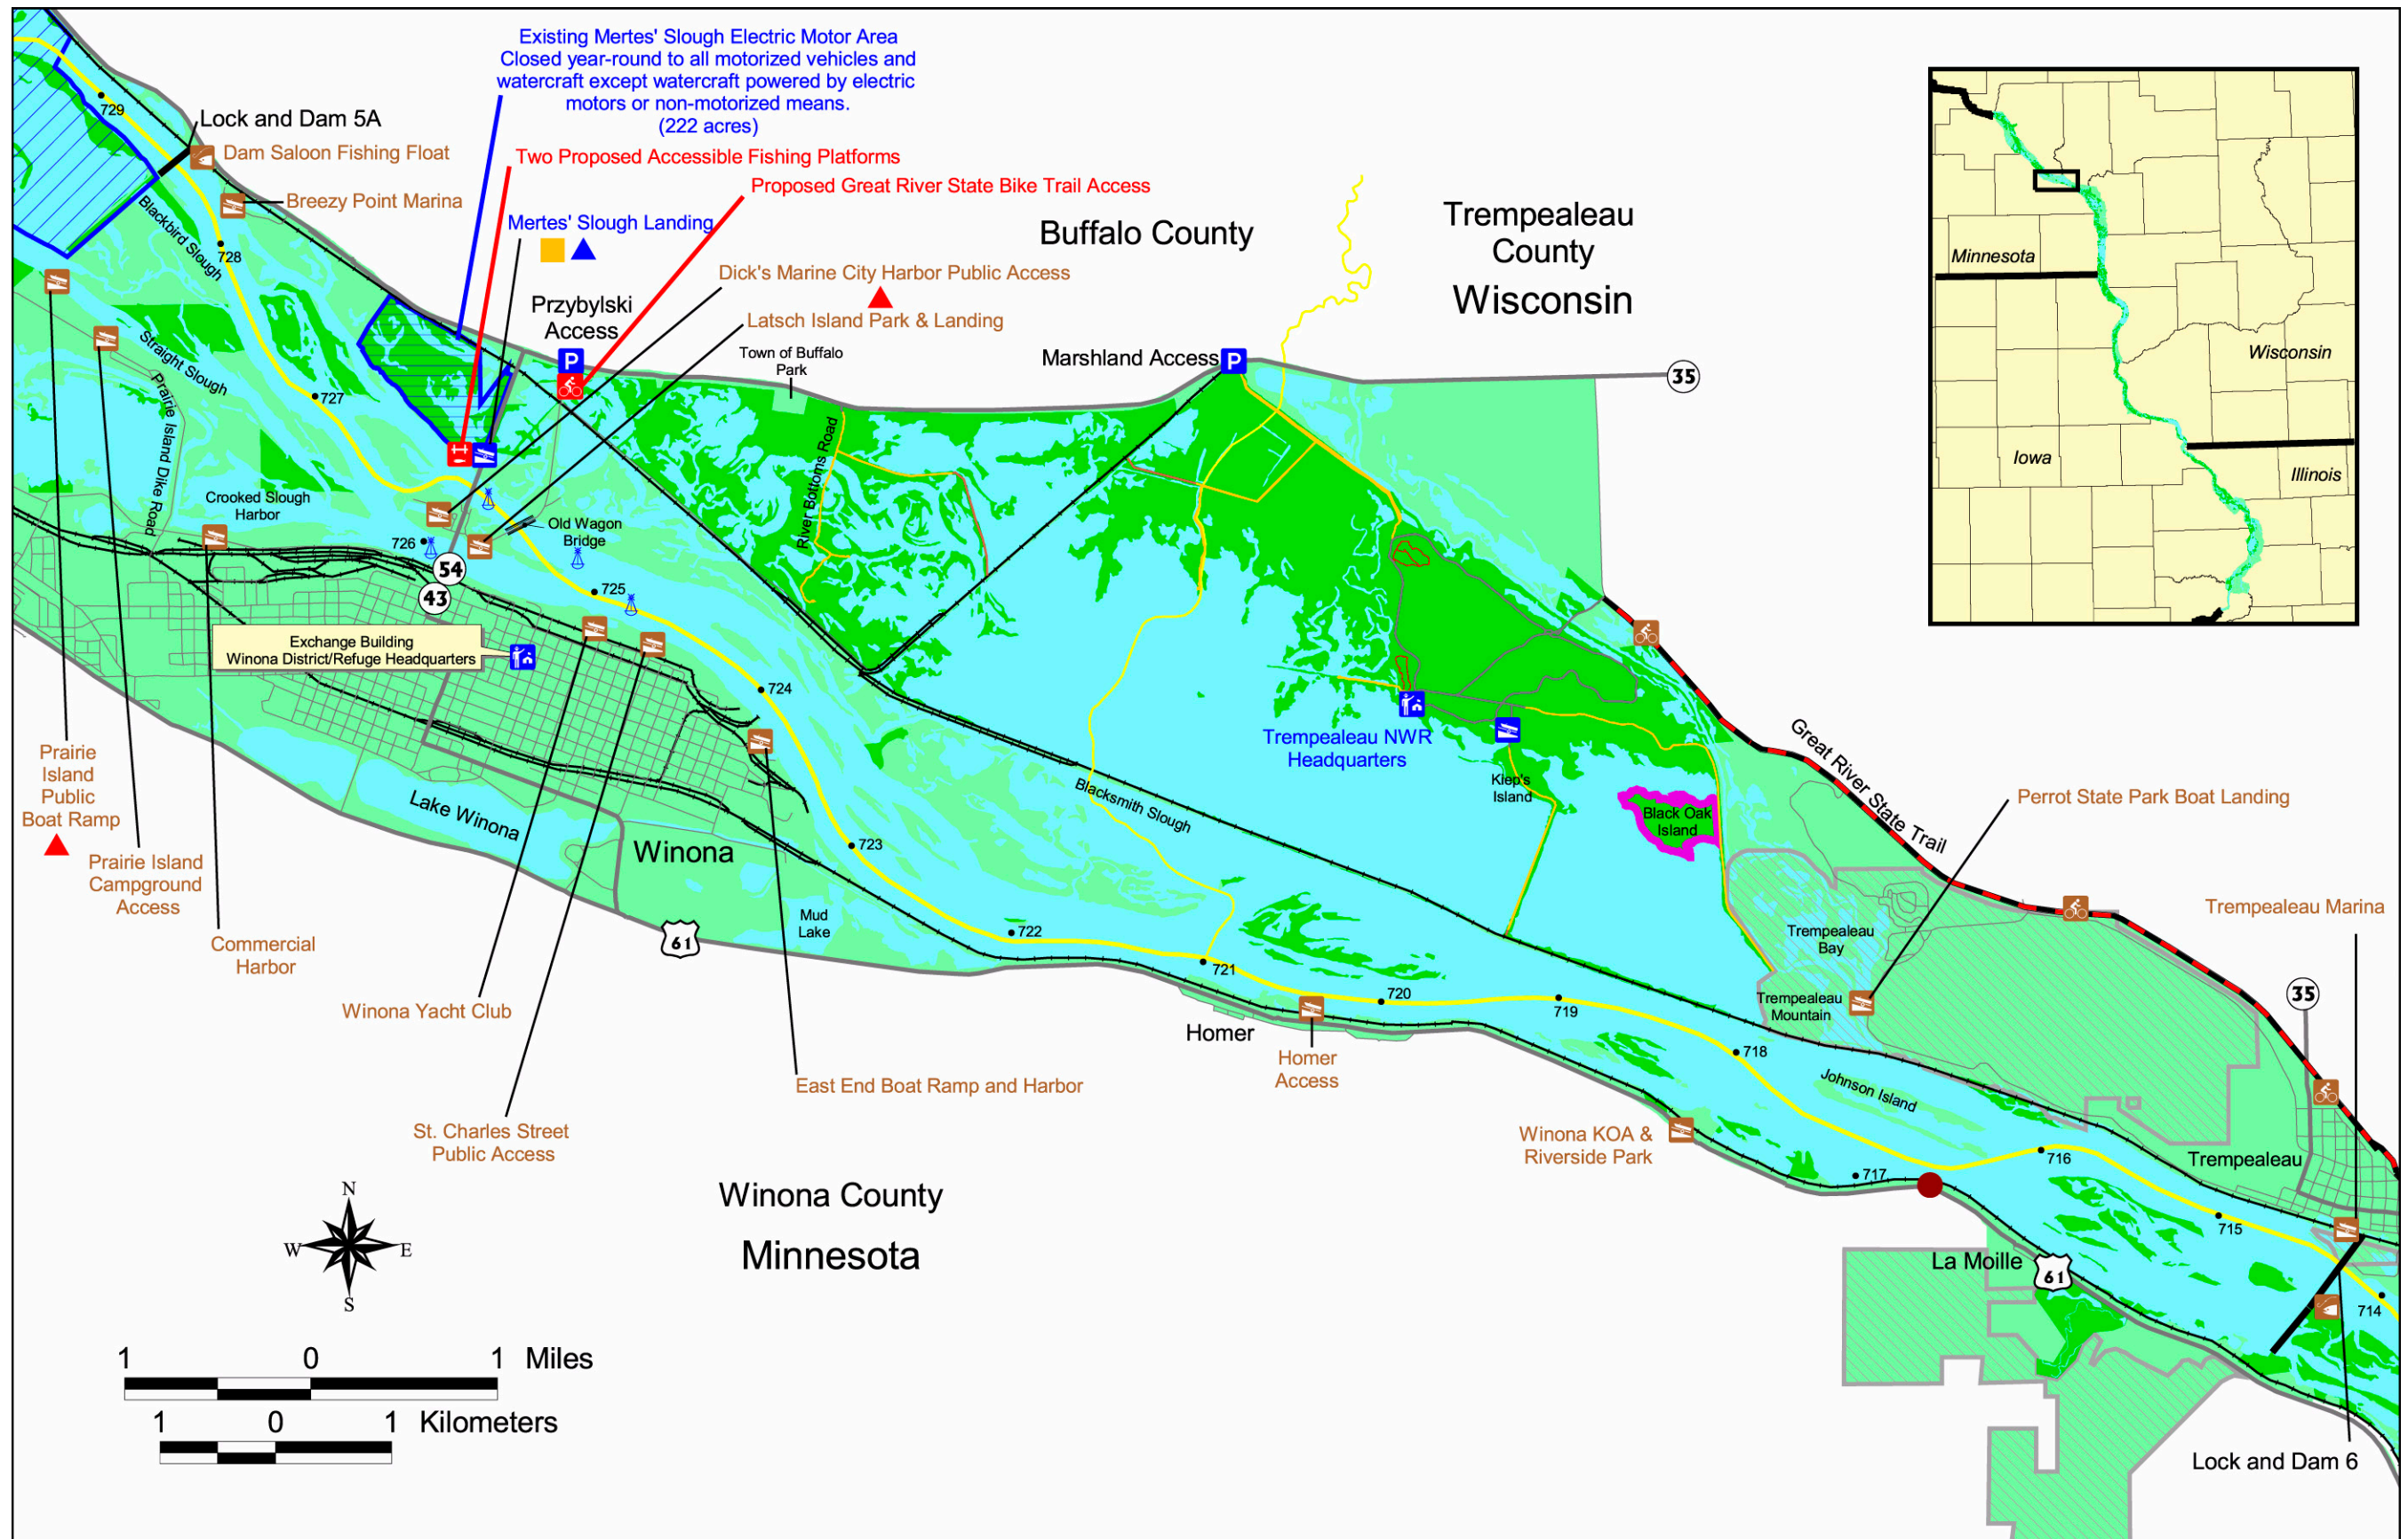 Existing Mertes' Slough Electric Motor Area
Closed year-round to all motorized vehicles and
watercraft except watercraft powered by electric
motors or non-motorized means.
(222 acres)
729
Lock and Dam 5A
Dam Saloon Fishing Float
Two Proposed Accessible Fishing Platforms
Proposed Great River State Bike Trail Access
Breezy Point Marina
Mertes' Slough Landing
Blackbird Slough
728
Buffalo County
Trempealeau
County
Wisconsin
Dick's Marine City Harbor Public Access
Przybylski
Access
P
Latsch Island Park & Landing
Town of Buffalo
Park
Marshland Access
P
35
Straight Slough
Prairie Island Dike Road
727
River Bottoms Road
Crooked Slough
Harbor
726
Old Wagon
Bridge
54
43
725
Exchange Building
Winona District/Refuge Headquarters
724
Minnesota
Wisconsin
Iowa
Illinois
Prairie
Island
Public
Boat Ramp
Prairie Island
Campground
Access
Commercial
Harbor
Lake Winona
Winona
723
Blacksmith Slough
Trempealeau NWR
Headquarters
Kiep's
Island
Black Oak
Island
Great River State Trail
Perrot State Park Boat Landing
Trempealeau Marina
Mud
Lake
61
722
721
720
719
718
Trempealeau
Bay
Trempealeau
Mountain
35
Winona Yacht Club
Homer
Homer
Access
East End Boat Ramp and Harbor
St. Charles Street
Public Access
Johnson Island
Winona KOA &
Riverside Park
717
716
Trempealeau
715
714
La Moille
61
Winona County
Minnesota
N
W
E
S
1 0 1 Miles
1 0 1 Kilometers
Lock and Dam 6